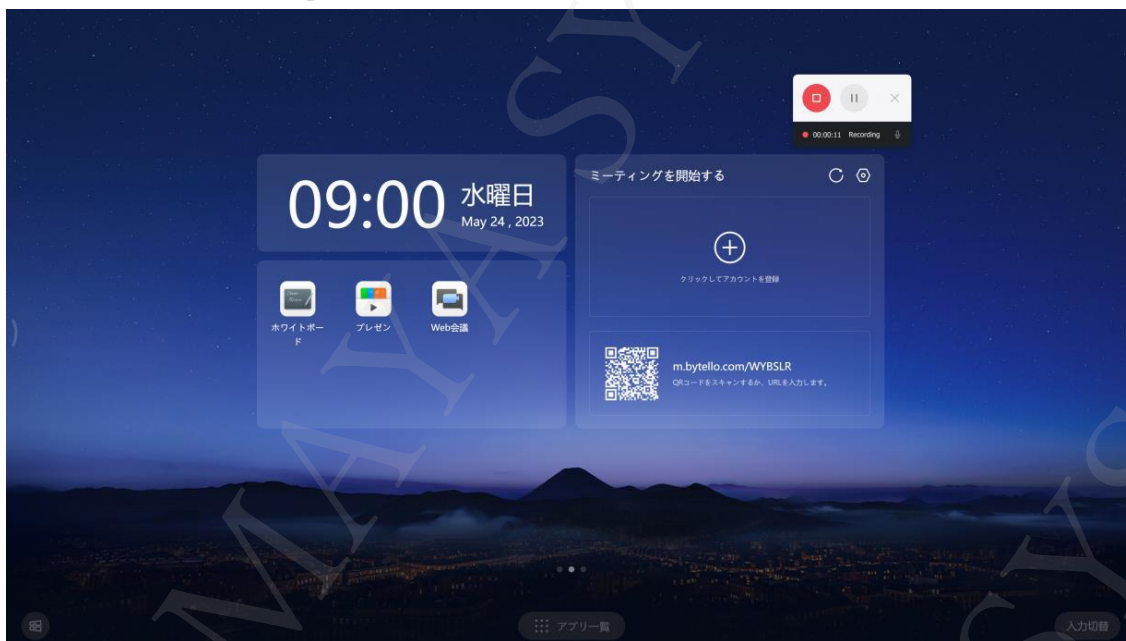 00:00:11 Recording
09:00
水曜日
May 24 , 2023
ミーティングを開始する
クリックしてアカウントを登録
ホワイトボー
ド
プレゼン
Web会議
m.bytello.com/WYBSLR
QRコードをスキャンするか、URLを入力します。
アプリ一覧
入力切替